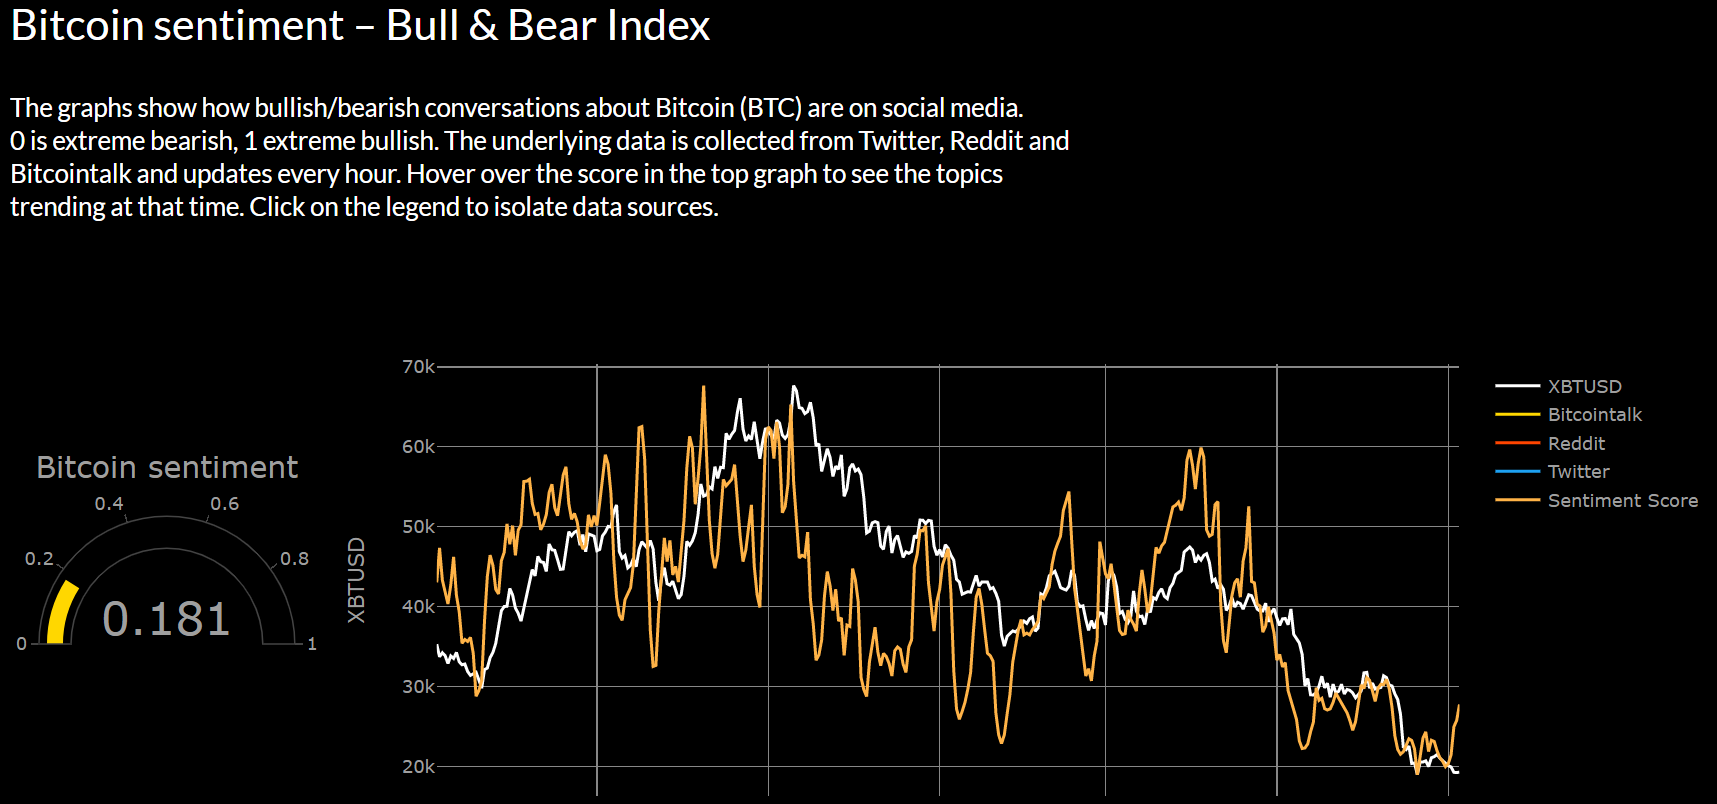 Bitcoin sentiment – Bull & Bear Index
The graphs show how bullish/bearish conversations about Bitcoin (BTC) are on social media.
0 is extreme bearish, 1 extreme bullish. The underlying data is collected from Twitter, Reddit and
Bitcointalk and updates every hour. Hover over the score in the top graph to see the topics
trending at that time. Click on the legend to isolate data sources.
Bitcoin sentiment
0
0.2
0.4
0.6
0.8
1
0.181
XBTUSD
70k
60k
50k
40k
30k
20k
XBTUSD
Bitcointalk
Reddit
Twitter
Sentiment Score